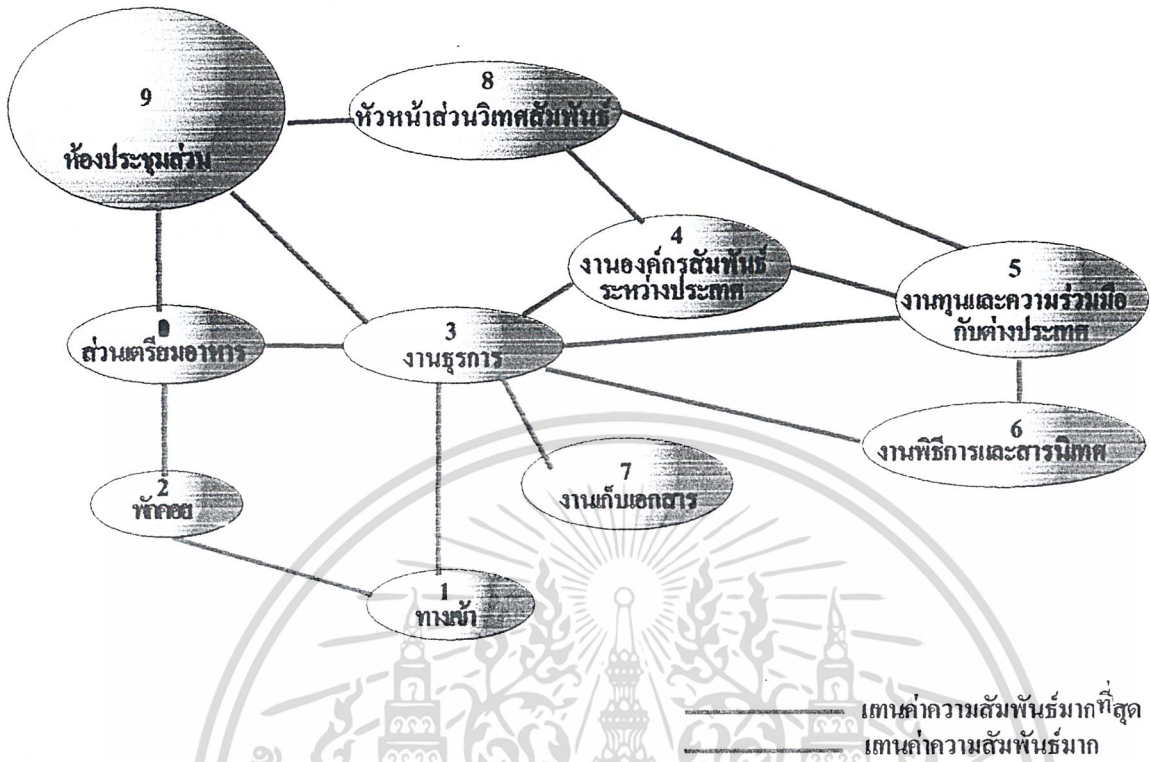 9
ห้องประชุมส่วน
8
หัวหน้าส่วนวิเทศสัมพันธ์
4
งานองค์กรสัมพันธ์
ระหว่างประเทศ
5
งานทุนและความร่วมมือ
กับต่างประเทศ
ส่วนเตรียมอาหาร
3
งานธุรการ
6
งานพิธีการและสารนิเทศ
2
พักคอย
7
งานเก็บเอกสาร
1
ทางเข้า
แทนค่าความสัมพันธ์มากที่สุด
แทนค่าความสัมพันธ์มาก